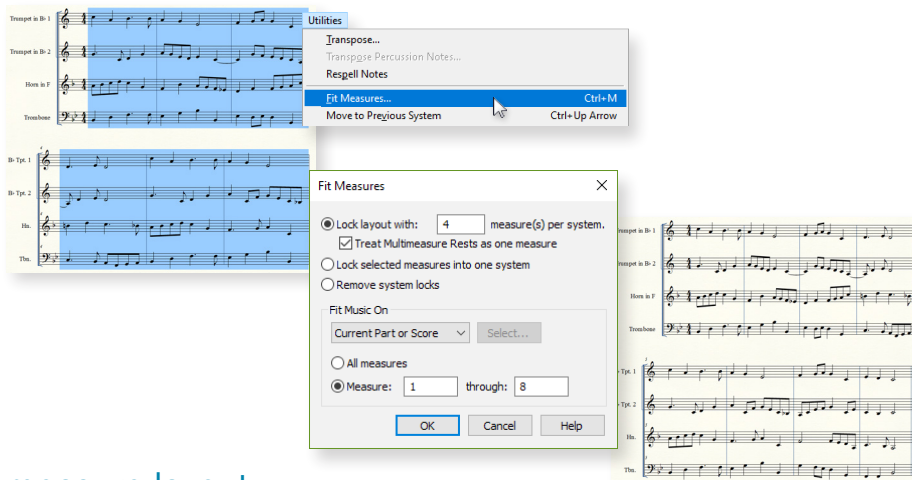 Trumpet in B♭ 1
Trumpet in B♭ 2
Horn in F
Trombone
4
B♭ Tpt. 1
B♭ Tpt. 2
Hn.
Tbn.
Utilities
Transpose...
Transpose Percussion Notes...
Respell Notes
Fit Measures... Ctrl+M
Move to Previous System Ctrl+Up Arrow
Fit Measures
Lock layout with: 4 measure(s) per system.
Treat Multimeasure Rests as one measure
Lock selected measures into one system
Remove system locks
Fit Music On
Current Part or Score Select...
All measures
Measure: 1 through: 8
OK Cancel Help
rumpet in B♭ 1
rumpet in B♭ 2
Horn in F
Trombone
5
Tpt. 1
Tpt. 2
Hn.
Tbn.